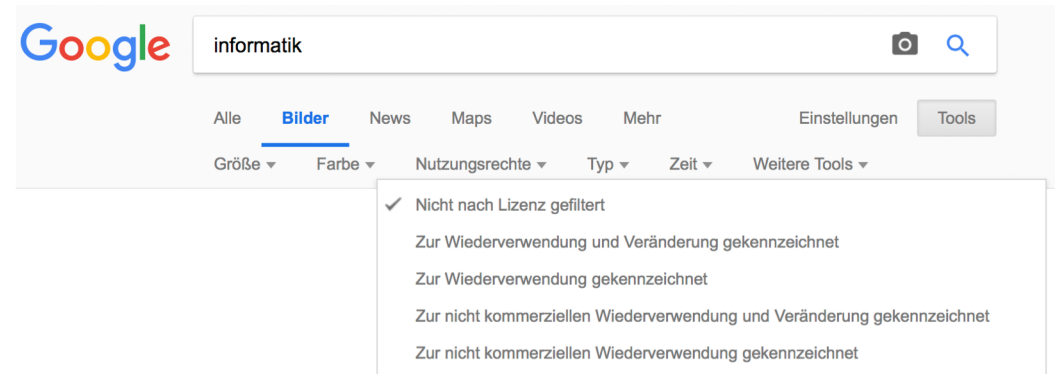 Google informatik
Alle Bilder News Maps Videos Mehr Einstellungen Tools
Größe Farbe Nutzungsrechte Typ Zeit Weitere Tools
Nicht nach Lizenz gefiltert
Zur Wiederverwendung und Veränderung gekennzeichnet
Zur Wiederverwendung gekennzeichnet
Zur nicht kommerziellen Wiederverwendung und Veränderung gekennzeichnet
Zur nicht kommerziellen Wiederverwendung gekennzeichnet